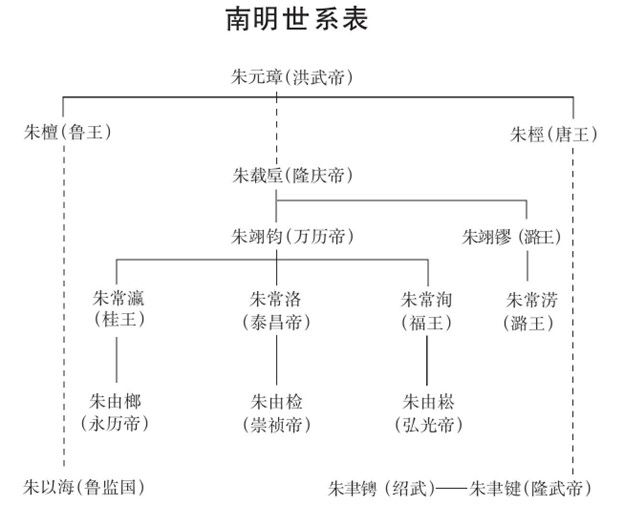 南明世系表
朱元璋(洪武帝)
朱檀(鲁王)
朱桱(唐王)
朱载垕(隆庆帝)
朱翊钧(万历帝)
朱翊镠(潞王)
朱常瀛
(桂王)
朱常洛
(泰昌帝)
朱常洵
(福王)
朱常淓
(潞王)
朱由榔
(永历帝)
朱由检
(崇祯帝)
朱由崧
(弘光帝)
朱以海(鲁监国)
朱聿𨮁(绍武)——朱聿键(隆武帝)